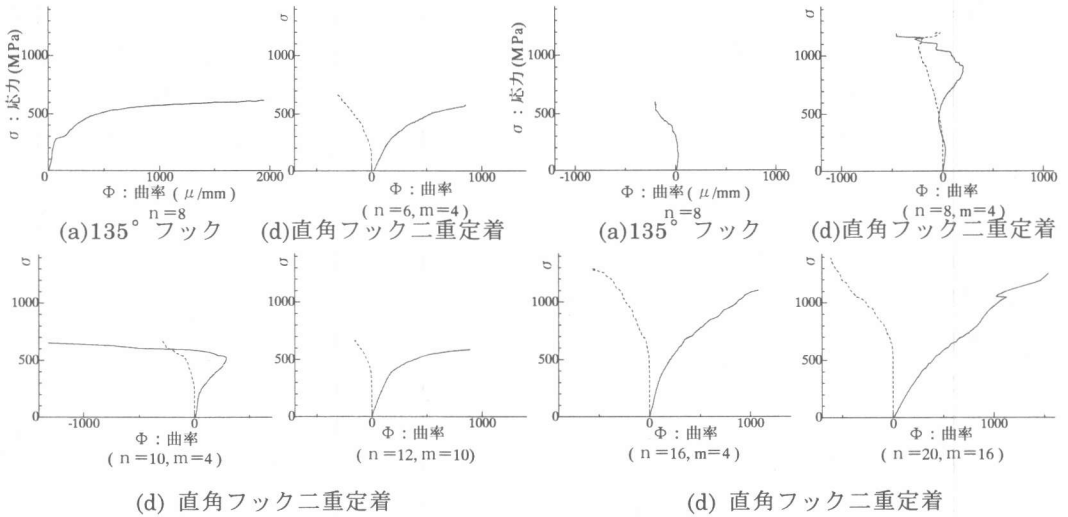 σ：応力(MPa)
1000
500
0
0
1000
2000
Φ：曲率 ( μ/mm)
n=8
(a)135° フック
σ
1000
500
0
0
1000
Φ：曲率
( n=6, m=4)
(d)直角フック二重定着
σ：応力(MPa)
1000
500
0
-1000
0
1000
Φ：曲率 ( μ/mm)
n=8
(a)135° フック
σ
1000
500
0
-1000
0
1000
Φ：曲率
( n=8, m=4)
(d)直角フック二重定着
σ
1000
500
0
-1000
0
Φ：曲率
( n=10, m=4)
σ
1000
500
0
0
1000
Φ：曲率
( n=12, m=10)
(d) 直角フック二重定着
σ
1000
500
0
0
1000
Φ：曲率
( n=16, m=4)
σ
1000
500
0
0
1000
Φ：曲率
( n=20, m=16)
(d) 直角フック二重定着